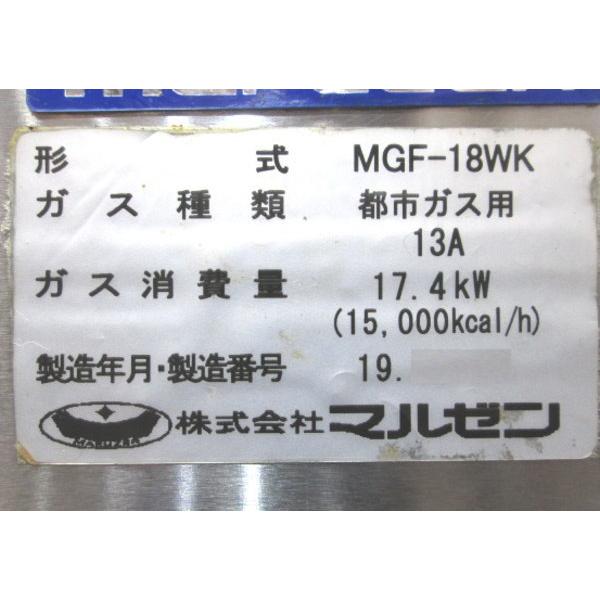 形式 MGF-18WK
ガス種類 都市ガス用
13A
ガス消費量 17.4kW
(15,000kcal/h)
製造年月・製造番号 19.
MARUZEN 株式会社 マルゼン